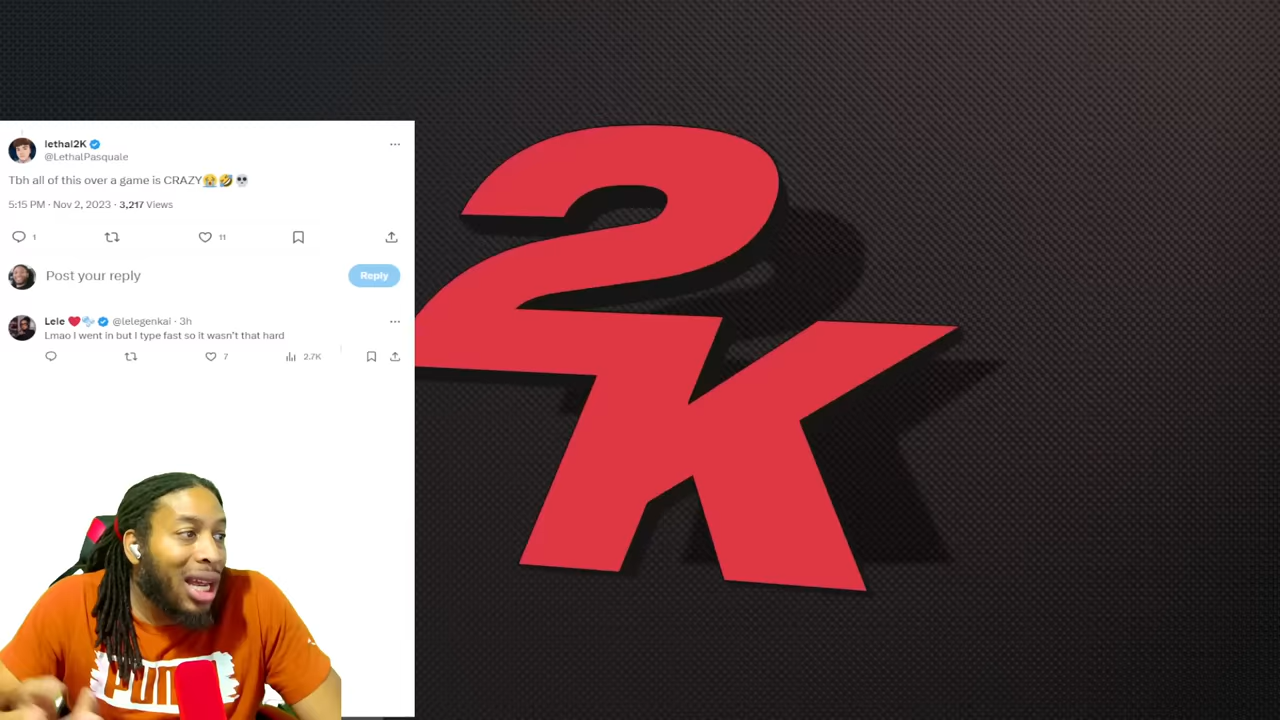 lethal2K
@LethalPasquale
Tbh all of this over a game is CRAZY😭🤣💀
5:15 PM · Nov 2, 2023 · 3,217 Views
1
11
Post your reply
Reply
Lele ❤️🗞️ @lelegenkai · 3h
Lmao I went in but I type fast so it wasn't that hard
7
2.7K
2K
PUMA